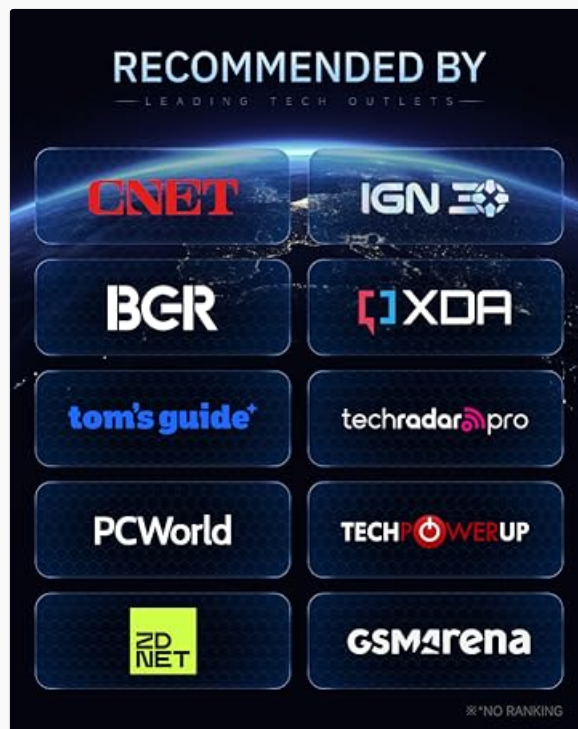 RECOMMENDED BY
LEADING TECH OUTLETS
CNET
IGN 30
BGR
XDA
tom's guide
techradar pro
PCWorld
TECHPOWERUP
ZD
NET
GSMArena
※*NO RANKING